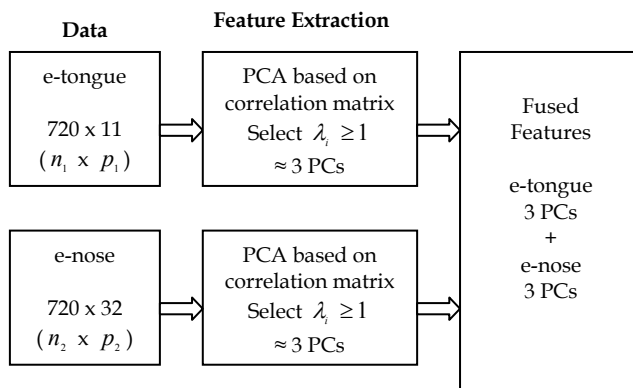 Data
Feature Extraction
e-tongue
720 x 11
( n₁ x p₁ )
PCA based on
correlation matrix
Select λᵢ ≥ 1
≈ 3 PCs
e-nose
720 x 32
( n₂ x p₂ )
PCA based on
correlation matrix
Select λᵢ ≥ 1
≈ 3 PCs
Fused
Features
e-tongue
3 PCs
+
e-nose
3 PCs